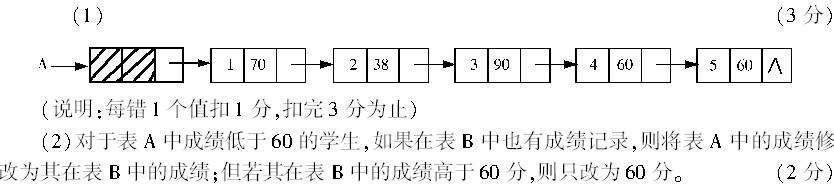 (1) (3 分)
A 1 70 2 38 3 90 4 60 5 60 ∧
(说明:每错 1 个值扣 1 分,扣完 3 分为止)
(2)对于表 A 中成绩低于 60 的学生,如果在表 B 中也有成绩记录,则将表 A 中的成绩修
改为其在表 B 中的成绩;但若其在表 B 中的成绩高于 60 分,则只改为 60 分。 (2 分)